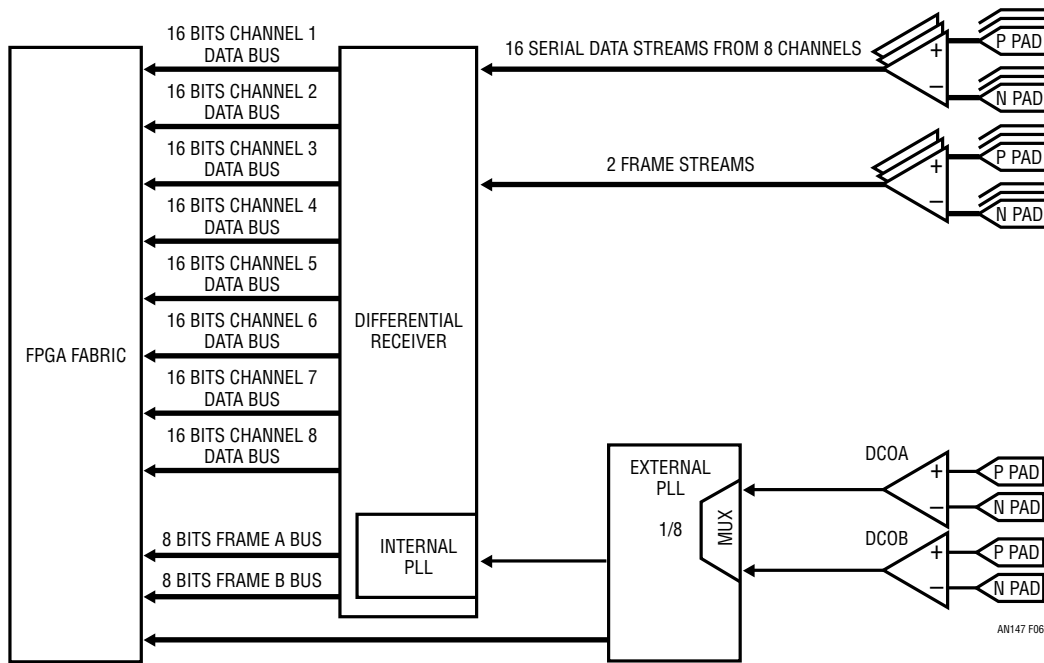 16 BITS CHANNEL 1
DATA BUS
16 BITS CHANNEL 2
DATA BUS
16 BITS CHANNEL 3
DATA BUS
16 BITS CHANNEL 4
DATA BUS
16 BITS CHANNEL 5
DATA BUS
16 BITS CHANNEL 6
DATA BUS
16 BITS CHANNEL 7
DATA BUS
16 BITS CHANNEL 8
DATA BUS
8 BITS FRAME A BUS
8 BITS FRAME B BUS
FPGA FABRIC
DIFFERENTIAL
RECEIVER
INTERNAL
PLL
16 SERIAL DATA STREAMS FROM 8 CHANNELS
2 FRAME STREAMS
EXTERNAL
PLL
1/8
MUX
DCOA
DCOB
+
−
P PAD
N PAD
+
−
P PAD
N PAD
+
−
P PAD
N PAD
+
−
P PAD
N PAD
AN147 F06